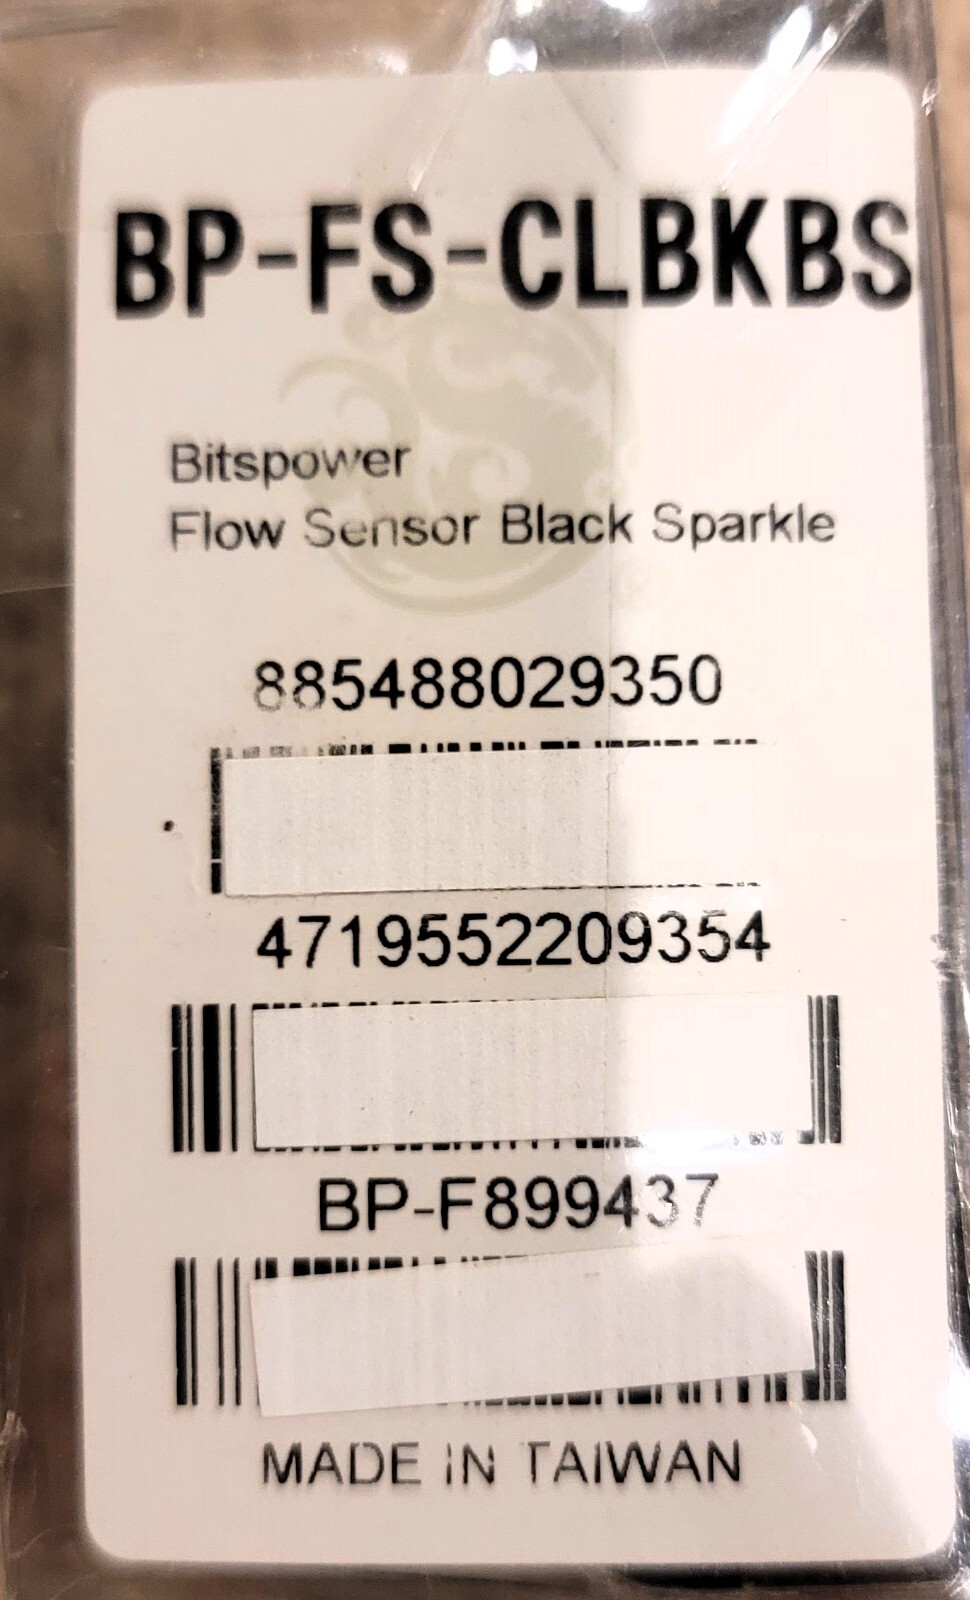 BP-FS-CLBKBS
Bitspower
Flow Sensor Black Sparkle
885488029350
4719552209354
BP-F899437
MADE IN TAIWAN